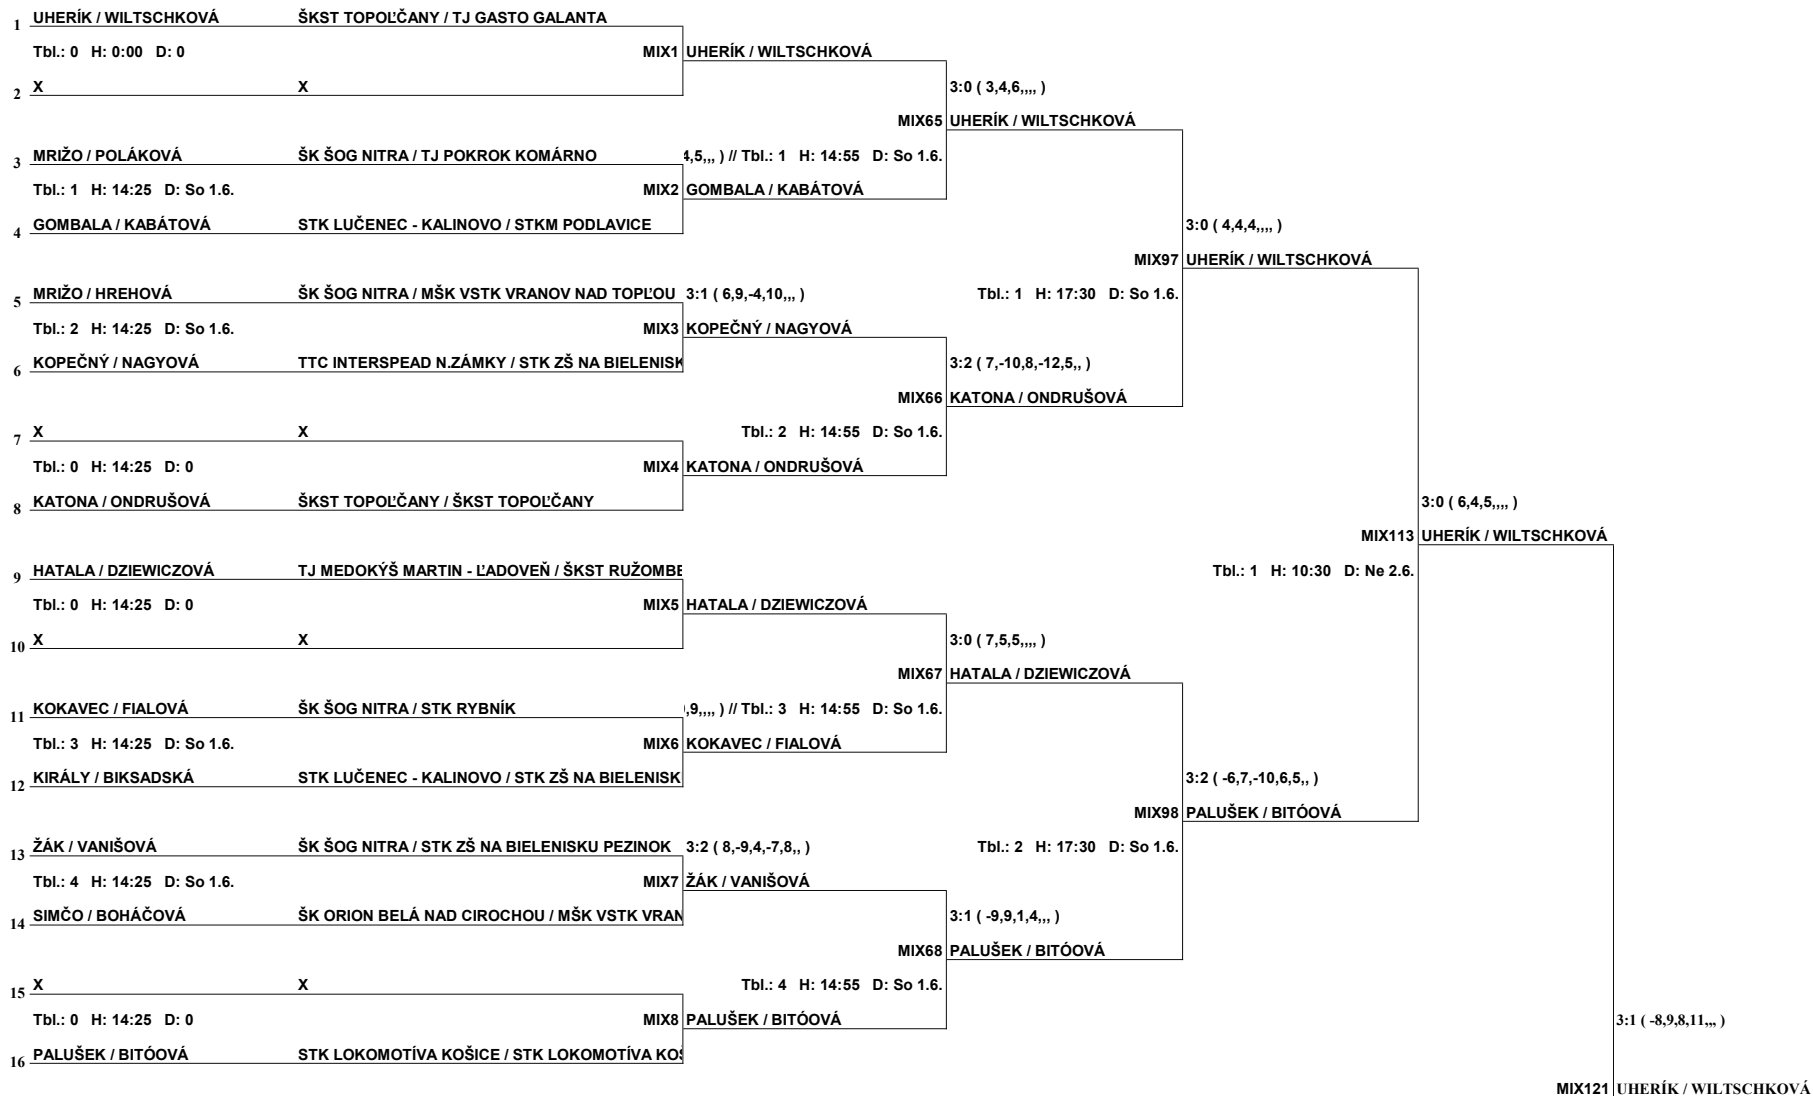 1 UHERÍK / WILTSCHKOVÁ ŠKST TOPOĽČANY / TJ GASTO GALANTA
Tbl.: 0 H: 0:00 D: 0 MIX1 UHERÍK / WILTSCHKOVÁ
2 X X 3:0 ( 3,4,6,,,, )
MIX65 UHERÍK / WILTSCHKOVÁ
3 MRIŽO / POLÁKOVÁ ŠK ŠOG NITRA / TJ POKROK KOMÁRNO 4,5,,, ) // Tbl.: 1 H: 14:55 D: So 1.6.
Tbl.: 1 H: 14:25 D: So 1.6. MIX2 GOMBALA / KABÁTOVÁ
4 GOMBALA / KABÁTOVÁ STK LUČENEC - KALINOVO / STKM PODLAVICE 3:0 ( 4,4,4,,,, )
MIX97 UHERÍK / WILTSCHKOVÁ
5 MRIŽO / HREHOVÁ ŠK ŠOG NITRA / MŠK VSTK VRANOV NAD TOPĽOU 3:1 ( 6,9,-4,10,,, ) Tbl.: 1 H: 17:30 D: So 1.6.
Tbl.: 2 H: 14:25 D: So 1.6. MIX3 KOPEČNÝ / NAGYOVÁ
6 KOPEČNÝ / NAGYOVÁ TTC INTERSPEAD N.ZÁMKY / STK ZŠ NA BIELENISK 3:2 ( 7,-10,8,-12,5,, )
MIX66 KATONA / ONDRUŠOVÁ
7 X X Tbl.: 2 H: 14:55 D: So 1.6.
Tbl.: 0 H: 14:25 D: 0 MIX4 KATONA / ONDRUŠOVÁ
8 KATONA / ONDRUŠOVÁ ŠKST TOPOĽČANY / ŠKST TOPOĽČANY 3:0 ( 6,4,5,,,, )
MIX113 UHERÍK / WILTSCHKOVÁ
9 HATALA / DZIEWICZOVÁ TJ MEDOKÝŠ MARTIN - ĽADOVEŇ / ŠKST RUŽOMBE Tbl.: 1 H: 10:30 D: Ne 2.6.
Tbl.: 0 H: 14:25 D: 0 MIX5 HATALA / DZIEWICZOVÁ
10 X X 3:0 ( 7,5,5,,,, )
MIX67 HATALA / DZIEWICZOVÁ
11 KOKAVEC / FIALOVÁ ŠK ŠOG NITRA / STK RYBNÍK ,9,,,, ) // Tbl.: 3 H: 14:55 D: So 1.6.
Tbl.: 3 H: 14:25 D: So 1.6. MIX6 KOKAVEC / FIALOVÁ
12 KIRÁLY / BIKSADSKÁ STK LUČENEC - KALINOVO / STK ZŠ NA BIELENISK 3:2 ( -6,7,-10,6,5,, )
MIX98 PALUŠEK / BITÓOVÁ
13 ŽÁK / VANIŠOVÁ ŠK ŠOG NITRA / STK ZŠ NA BIELENISKU PEZINOK 3:2 ( 8,-9,4,-7,8,, ) Tbl.: 2 H: 17:30 D: So 1.6.
Tbl.: 4 H: 14:25 D: So 1.6. MIX7 ŽÁK / VANIŠOVÁ
14 SIMČO / BOHÁČOVÁ ŠK ORION BELÁ NAD CIROCHOU / MŠK VSTK VRAN 3:1 ( -9,9,1,4,,, )
MIX68 PALUŠEK / BITÓOVÁ
15 X X Tbl.: 4 H: 14:55 D: So 1.6.
Tbl.: 0 H: 14:25 D: 0 MIX8 PALUŠEK / BITÓOVÁ 3:1 ( -8,9,8,11,,, )
16 PALUŠEK / BITÓOVÁ STK LOKOMOTÍVA KOŠICE / STK LOKOMOTÍVA KOŠ
MIX121 UHERÍK / WILTSCHKOVÁ